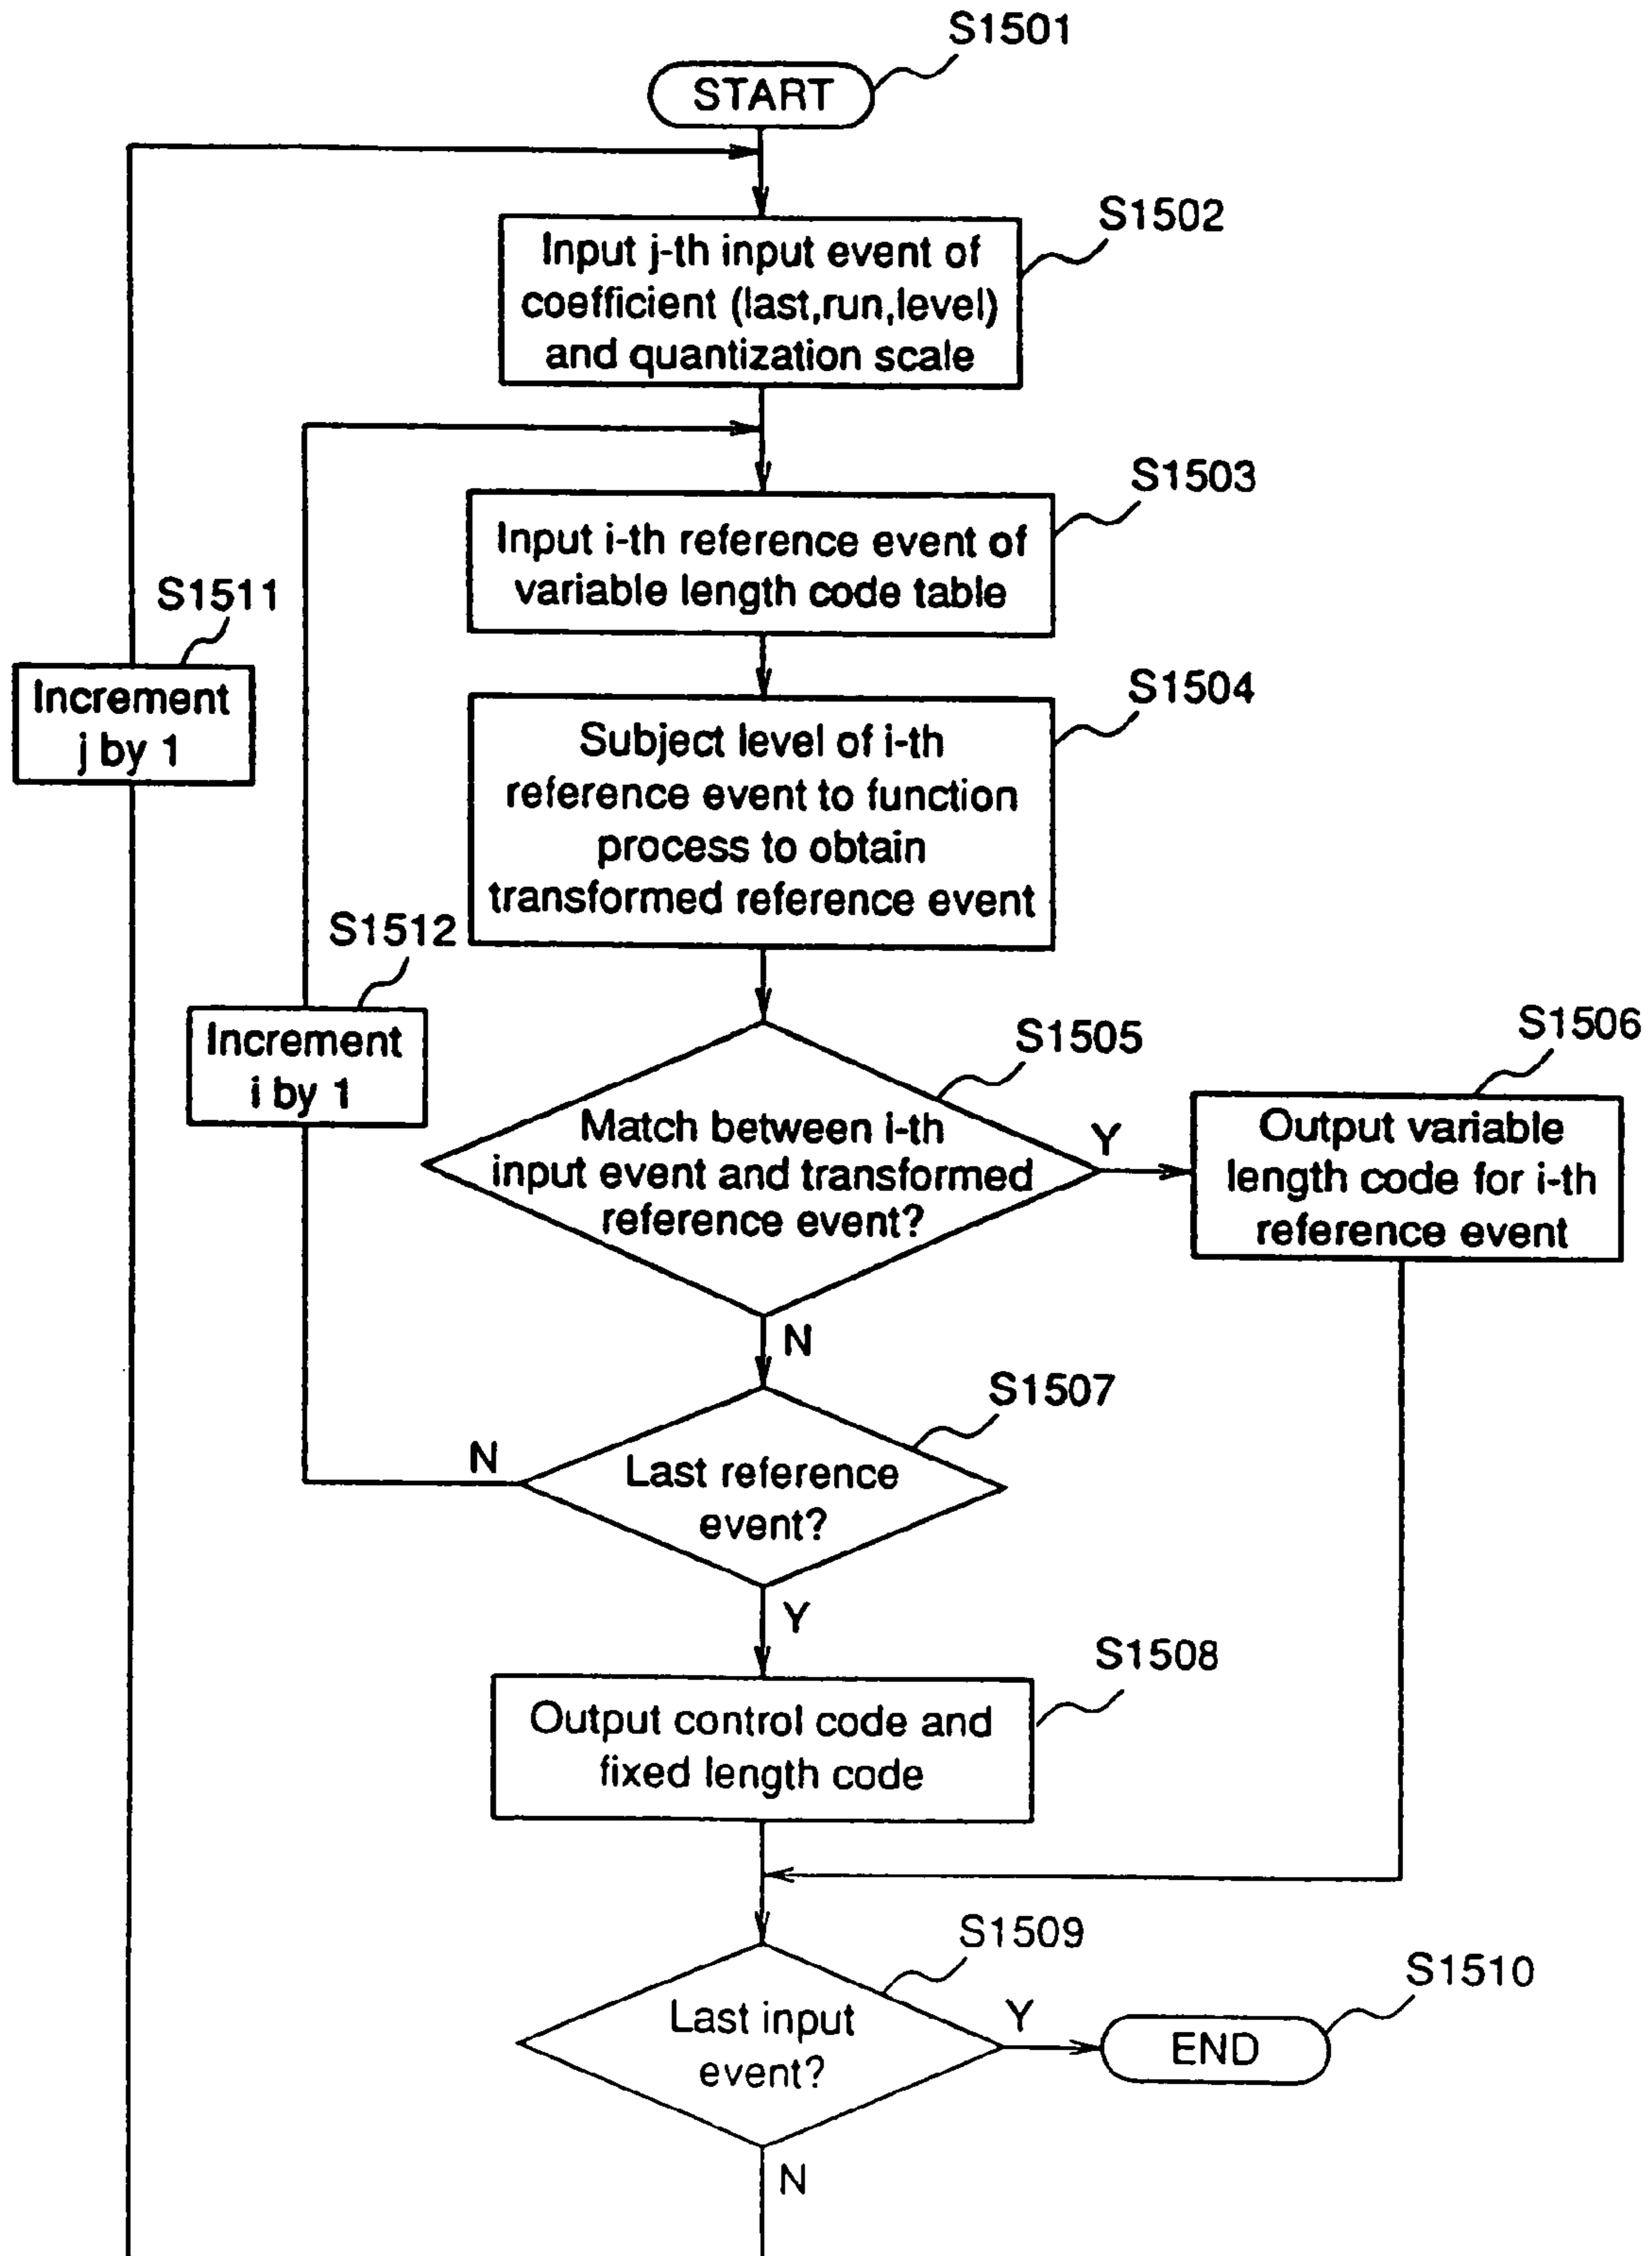 S1501
START
S1502
Input j-th input event of
coefficient (last,run,level)
and quantization scale
S1503
Input i-th reference event of
variable length code table
S1511
Increment
j by 1
S1504
Subject level of i-th
reference event to function
process to obtain
transformed reference event
S1512
Increment
i by 1
S1505
Match between i-th
input event and transformed
reference event?
Y
S1506
Output variable
length code for i-th
reference event
N
S1507
Last reference
event?
N
Y
S1508
Output control code and
fixed length code
S1509
Last input
event?
Y
S1510
END
N